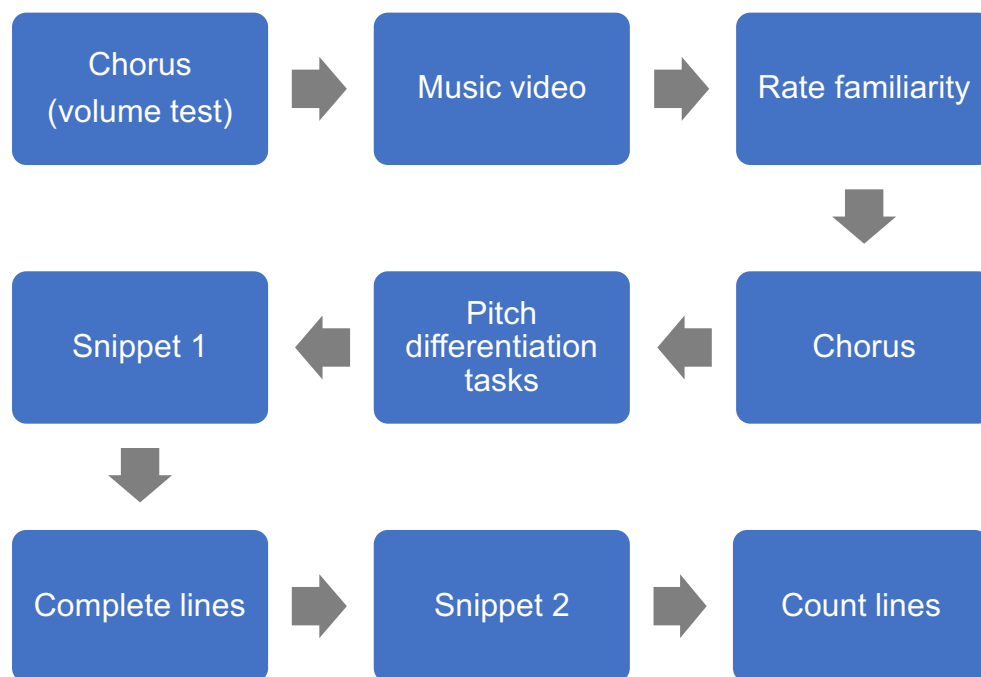 Chorus
(volume test)
Music video
Rate familiarity
Chorus
Pitch
differentiation
tasks
Snippet 1
Complete lines
Snippet 2
Count lines